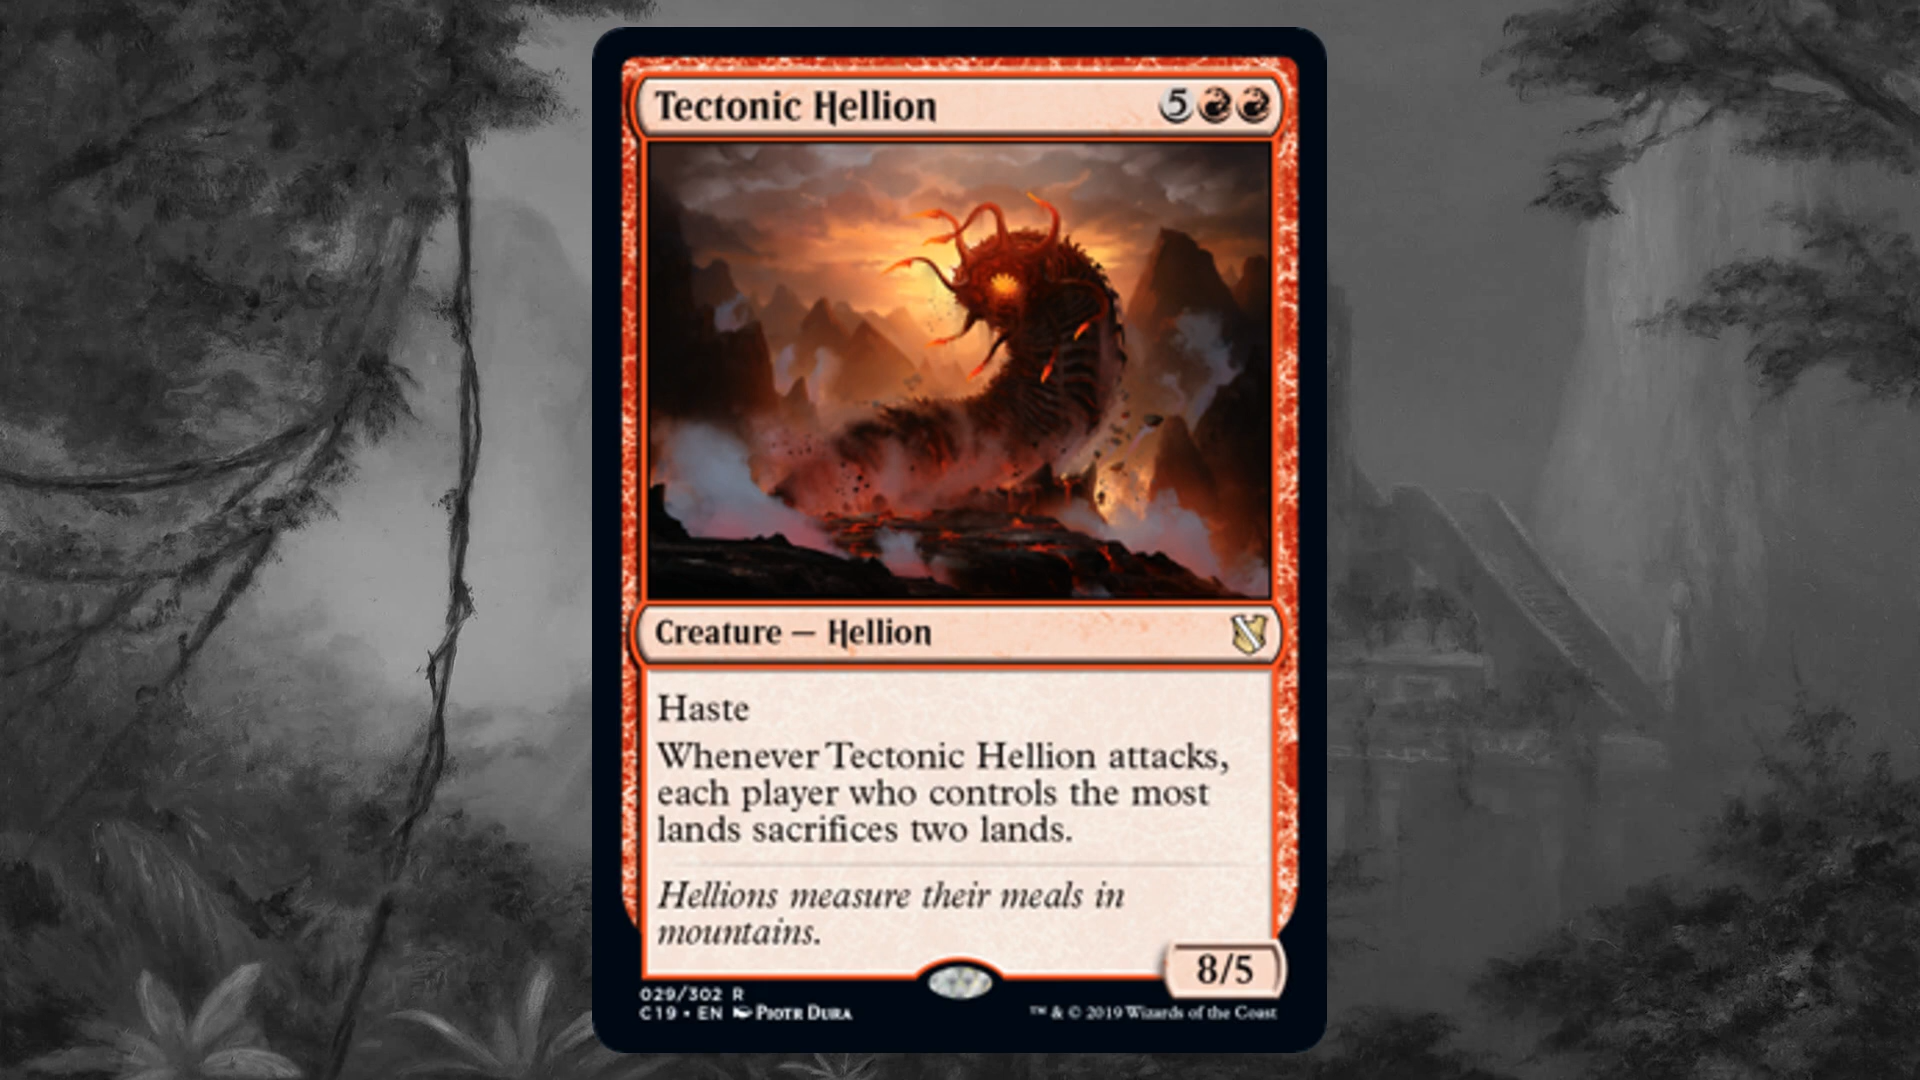 Tectonic Hellion 5
Creature — Hellion
Haste
Whenever Tectonic Hellion attacks,
each player who controls the most
lands sacrifices two lands.
Hellions measure their meals in
mountains.
8/5
029/302 R
C19 • EN Piotr Dura
™ & © 2019 Wizards of the Coast